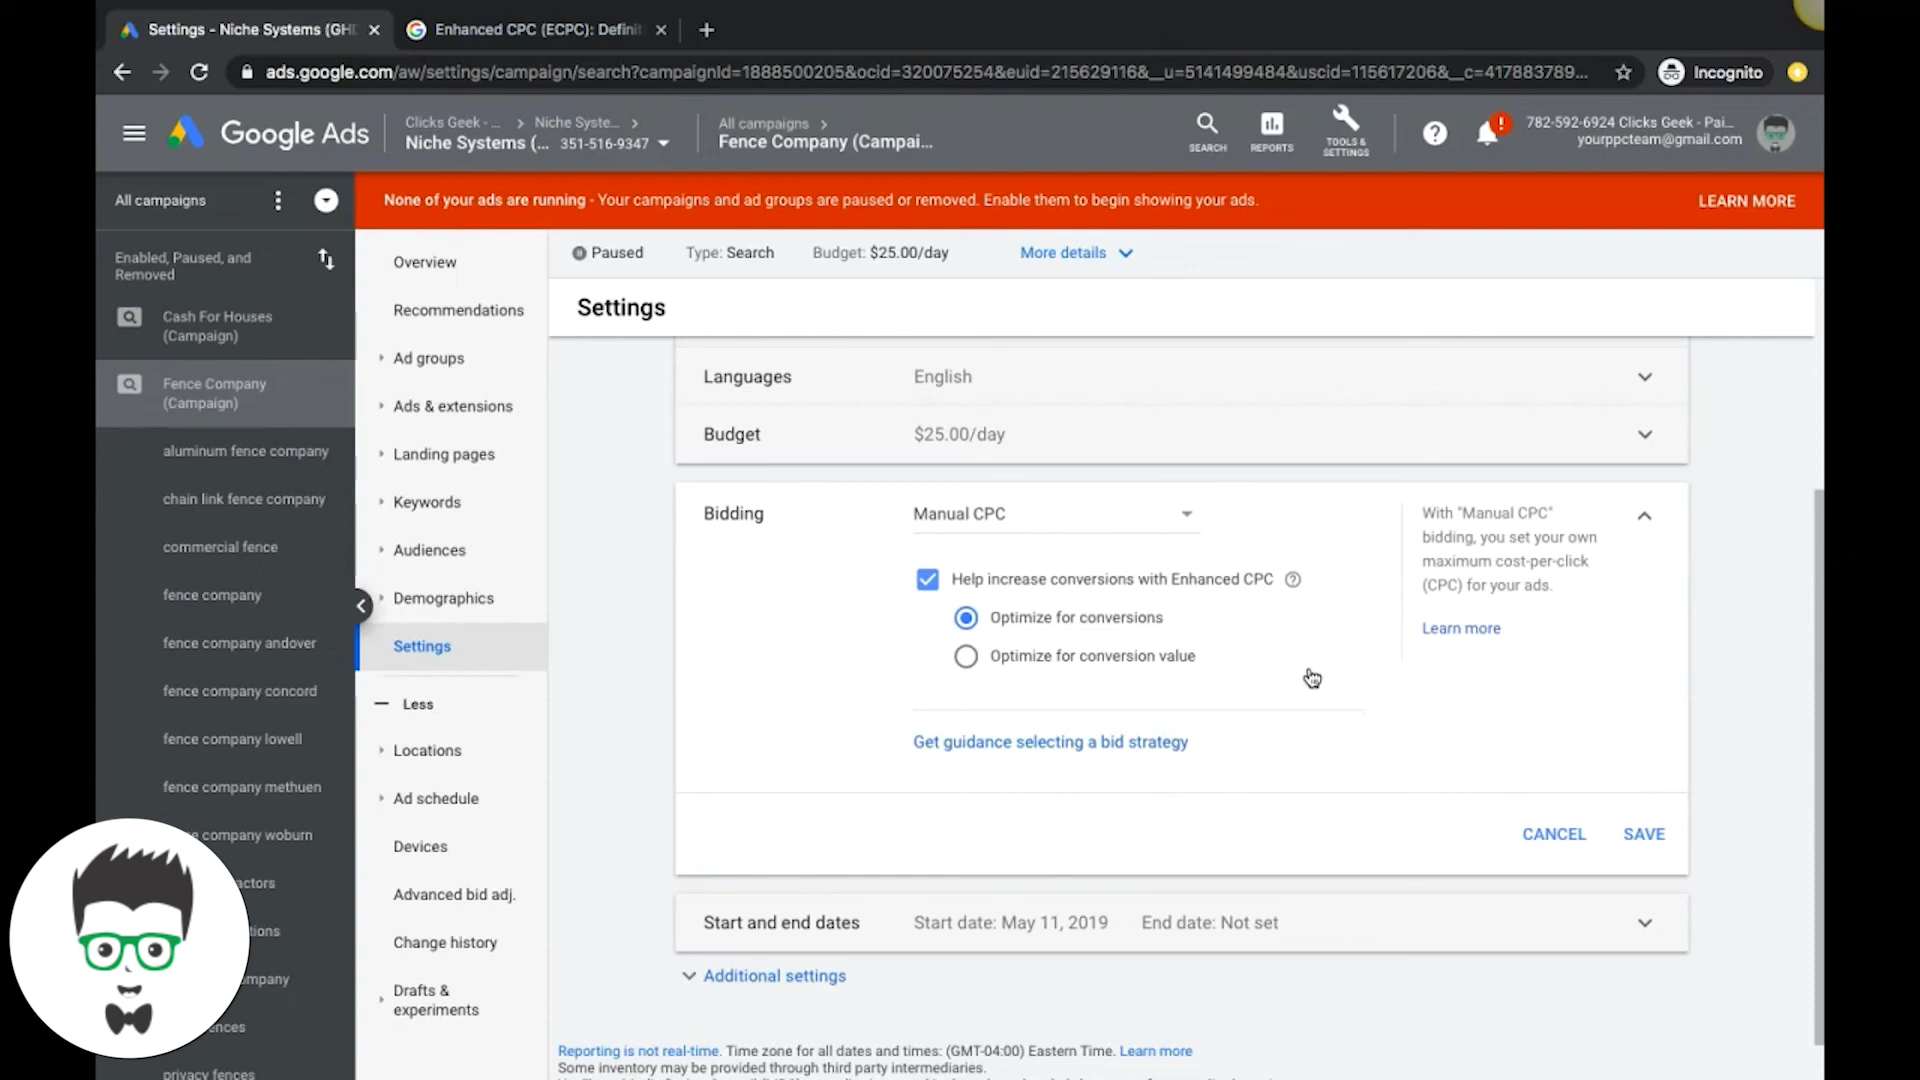 Settings - Niche Systems (GHD
Enhanced CPC (ECPC): Definit
ads.google.com/aw/settings/campaign/search?campaignId=1888500205&ocid=320075254&euid=215629116&__u=5141499484&uscid=115617206&__c=417883789...
Incognito
Google Ads
Clicks Geek - ... > Niche Syste... >
Niche Systems (... 351-516-9347
All campaigns >
Fence Company (Campai...
SEARCH
REPORTS
TOOLS &
SETTINGS
782-592-6924 Clicks Geek - Pai...
yourppcteam@gmail.com
All campaigns
None of your ads are running - Your campaigns and ad groups are paused or removed. Enable them to begin showing your ads.
LEARN MORE
Enabled, Paused, and
Removed
Cash For Houses
(Campaign)
Fence Company
(Campaign)
aluminum fence company
chain link fence company
commercial fence
fence company
fence company andover
fence company concord
fence company lowell
fence company methuen
company woburn
Overview
Recommendations
Ad groups
Ads & extensions
Landing pages
Keywords
Audiences
Demographics
Settings
Less
Locations
Ad schedule
Devices
Advanced bid adj.
Change history
Drafts &
experiments
Paused
Type: Search
Budget: $25.00/day
More details
Settings
Languages
English
Budget
$25.00/day
Bidding
Manual CPC
Help increase conversions with Enhanced CPC
Optimize for conversions
Optimize for conversion value
Get guidance selecting a bid strategy
With "Manual CPC"
bidding, you set your own
maximum cost-per-click
(CPC) for your ads.
Learn more
CANCEL
SAVE
Start and end dates
Start date: May 11, 2019
End date: Not set
Additional settings
Reporting is not real-time. Time zone for all dates and times: (GMT-04:00) Eastern Time. Learn more
Some inventory may be provided through third party intermediaries.
privacy fences